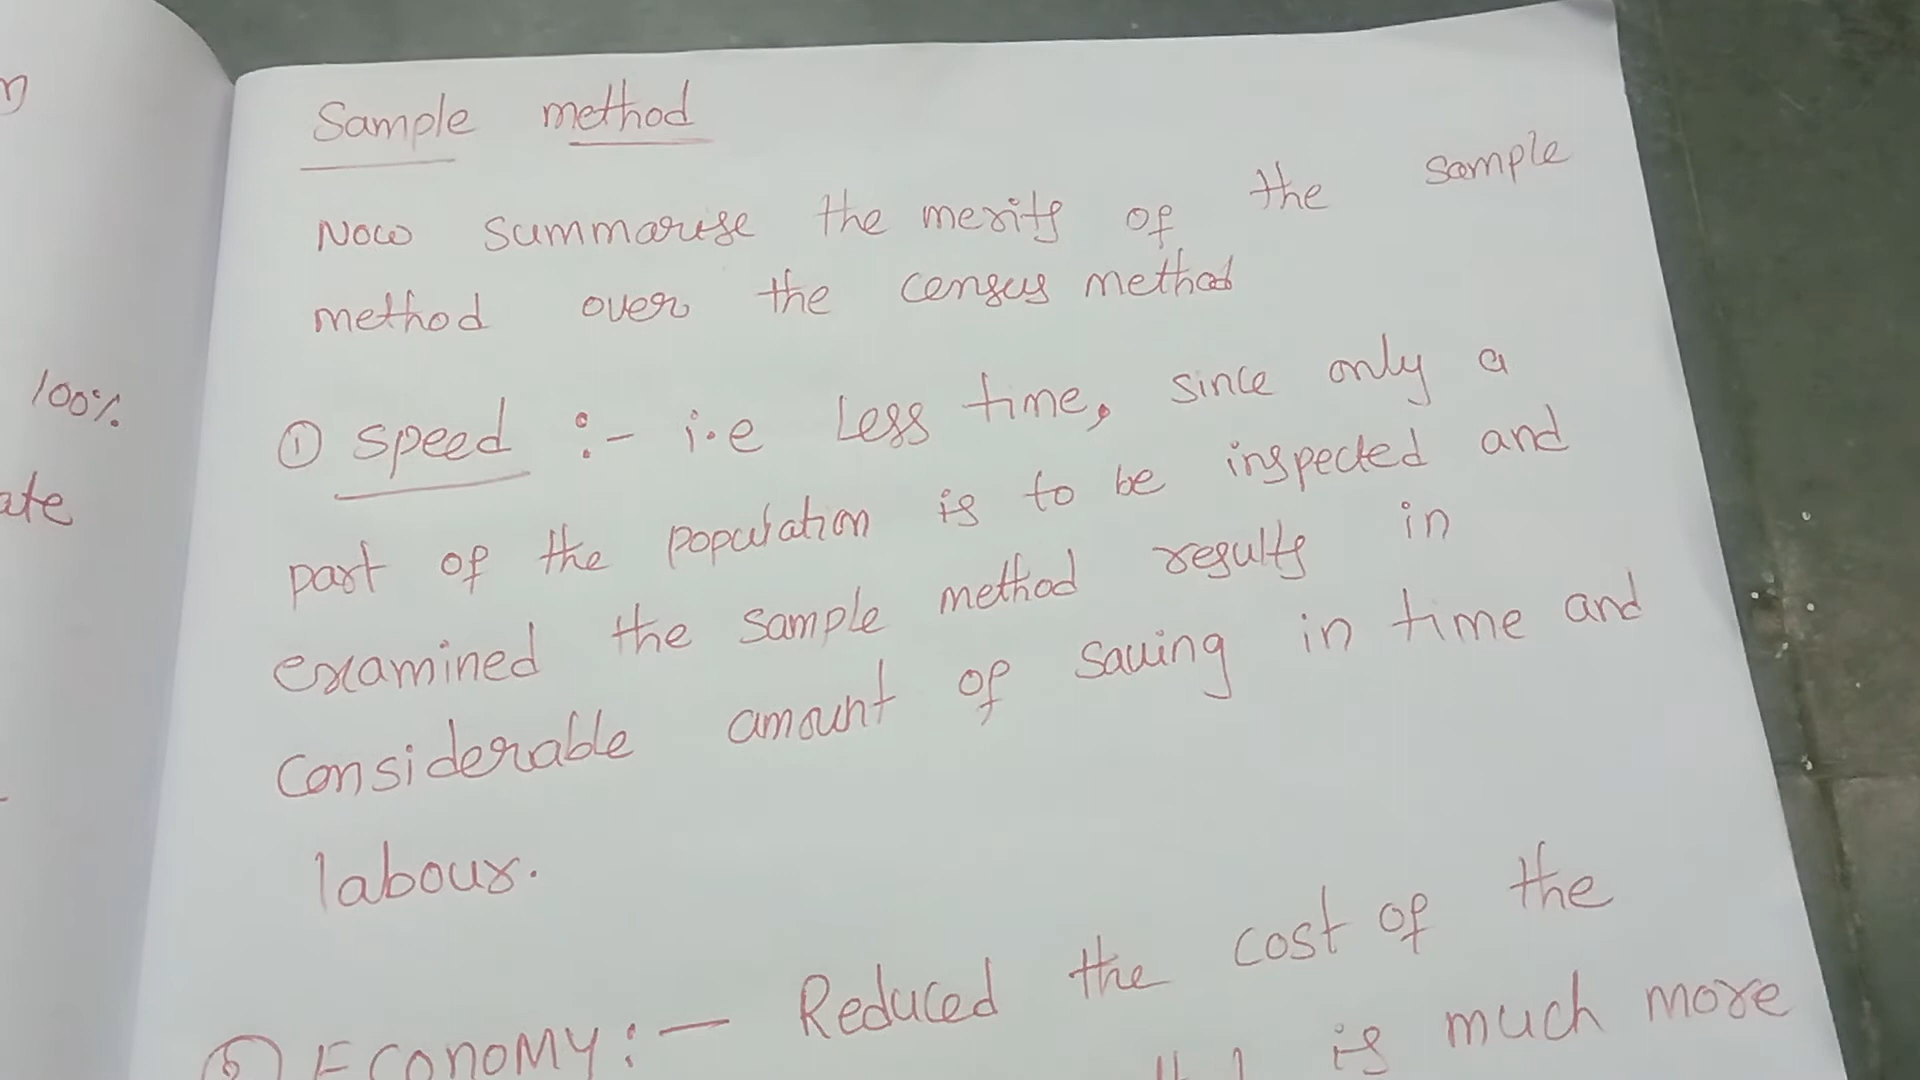 100%
ate
Sample method
Now summarise the merits of the sample
method over the census method
① Speed :- i.e Less time, since only a
part of the population is to be inspected and
examined the sample method results in
Considerable amount of saving in time and
labour.
ECONOMY :- Reduced the cost of the
is much more